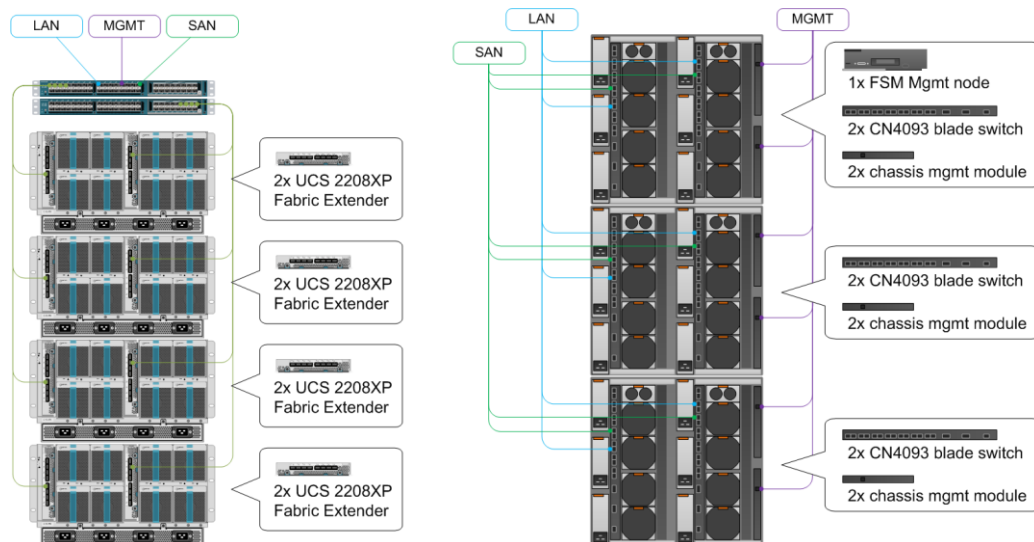 LAN
MGMT
SAN
2x UCS 2208XP
Fabric Extender
2x UCS 2208XP
Fabric Extender
2x UCS 2208XP
Fabric Extender
2x UCS 2208XP
Fabric Extender
LAN
MGMT
SAN
1x FSM Mgmt node
2x CN4093 blade switch
2x chassis mgmt module
2x CN4093 blade switch
2x chassis mgmt module
2x CN4093 blade switch
2x chassis mgmt module